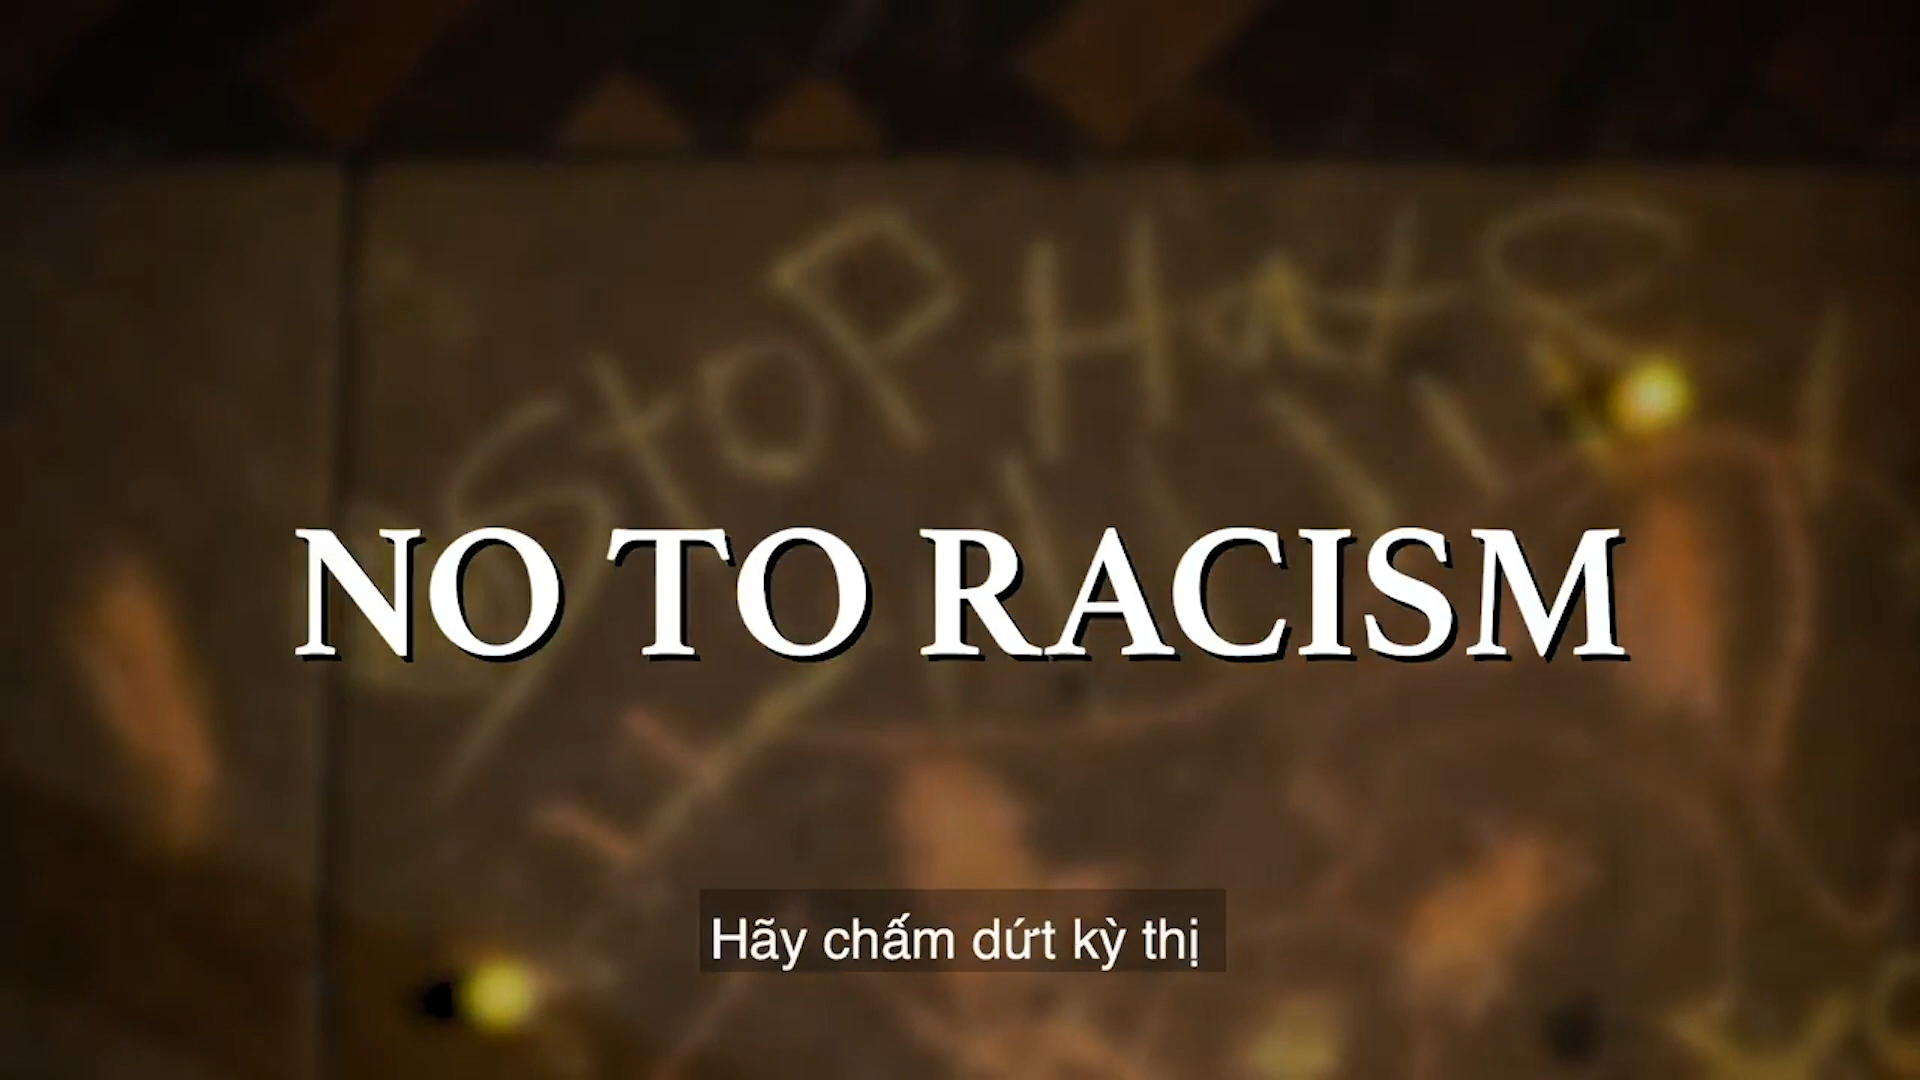 StoP Hate
NO TO RACISM
Hãy chấm dứt kỳ thị